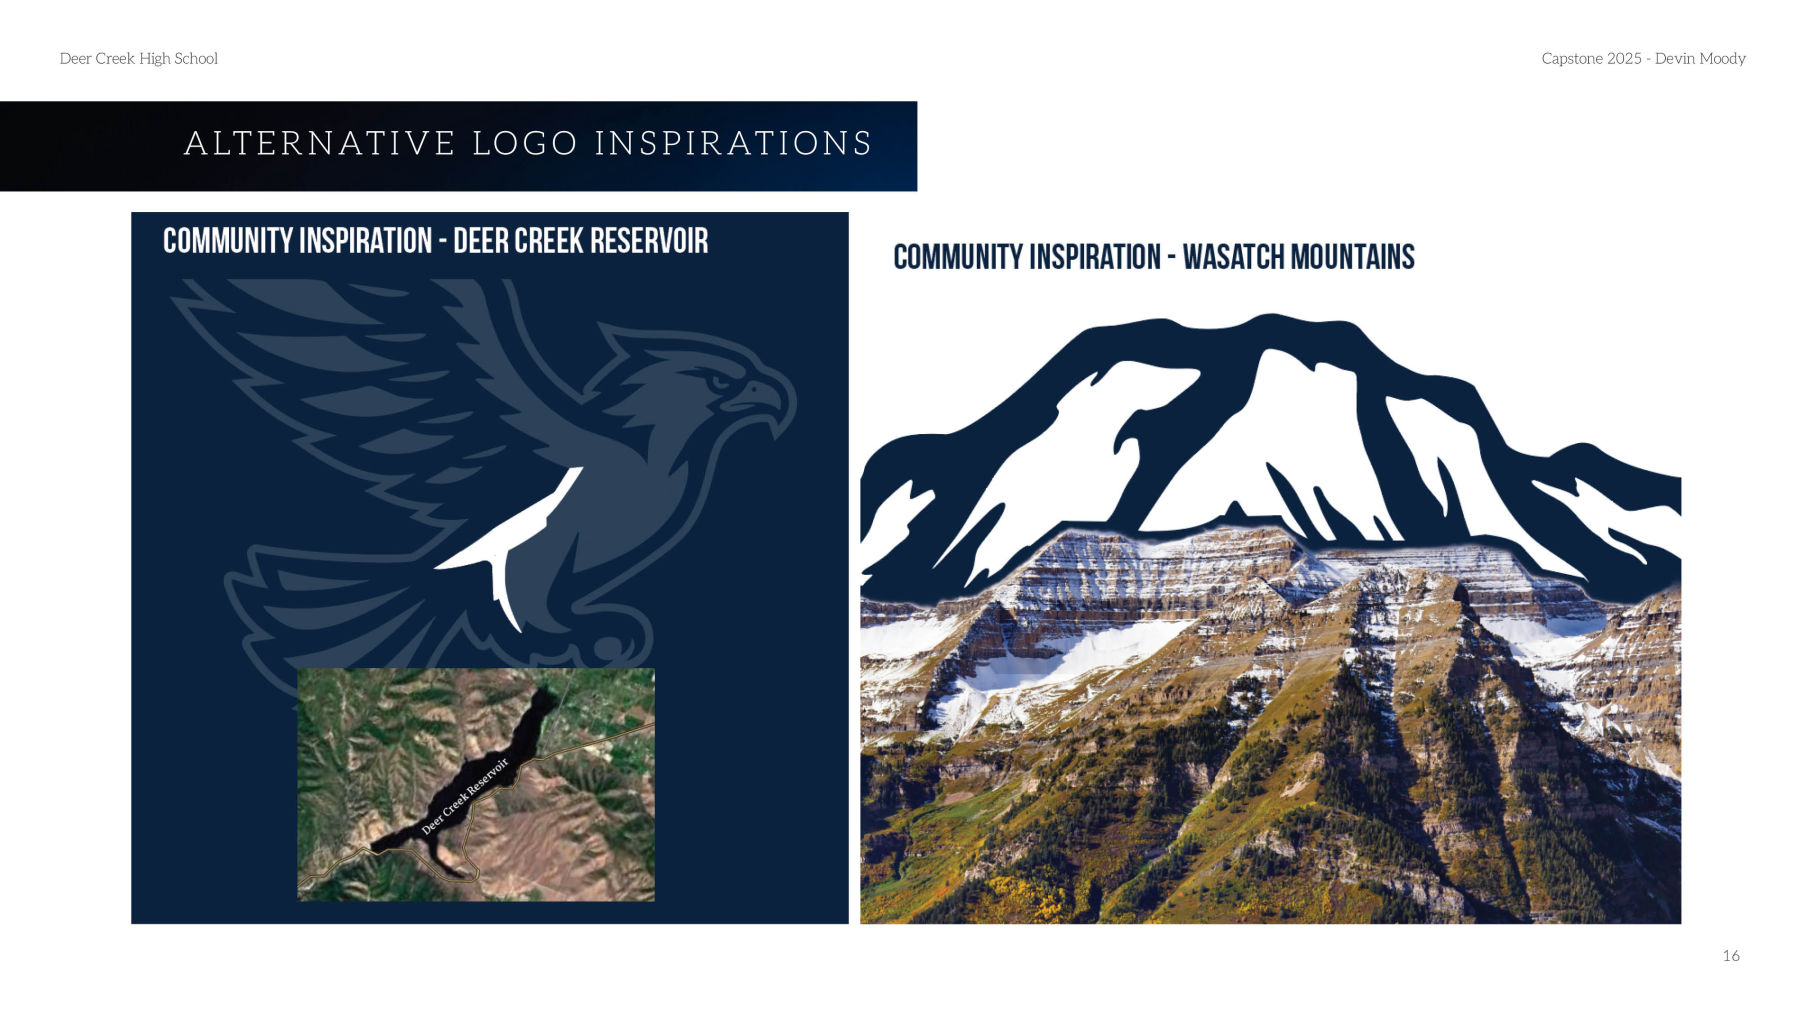 Deer Creek High School
Capstone 2025 - Devin Moody
ALTERNATIVE LOGO INSPIRATIONS
COMMUNITY INSPIRATION - DEER CREEK RESERVOIR
COMMUNITY INSPIRATION - WASATCH MOUNTAINS
Deer Creek Reservoir
16